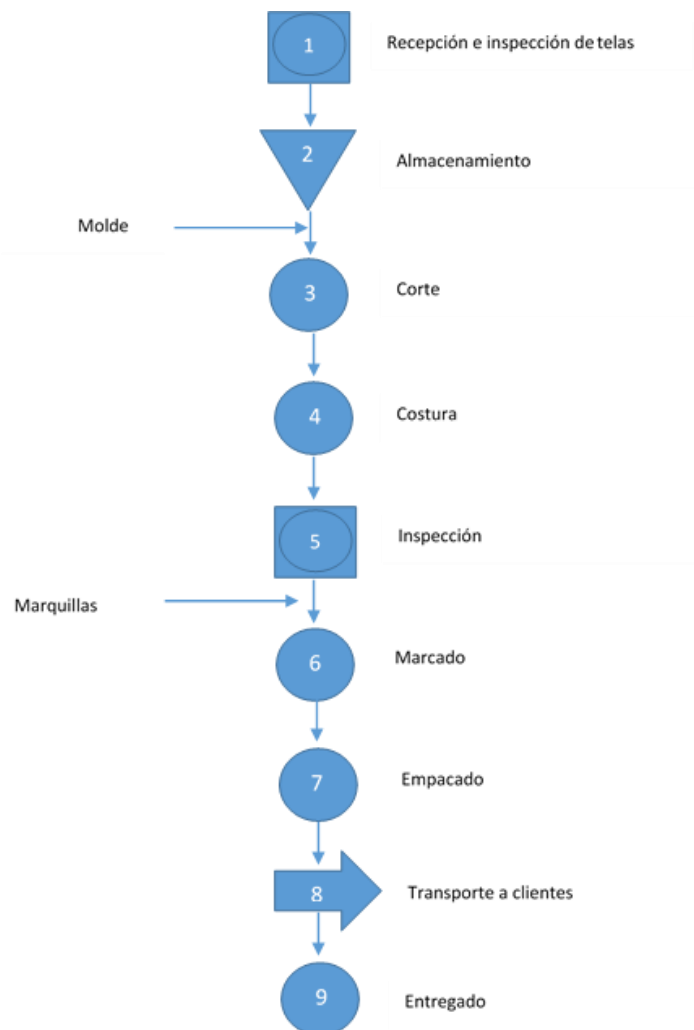 1
Recepción e inspección de telas
2
Almacenamiento
Molde
3
Corte
4
Costura
5
Inspección
Marquillas
6
Marcado
7
Empacado
8
Transporte a clientes
9
Entregado